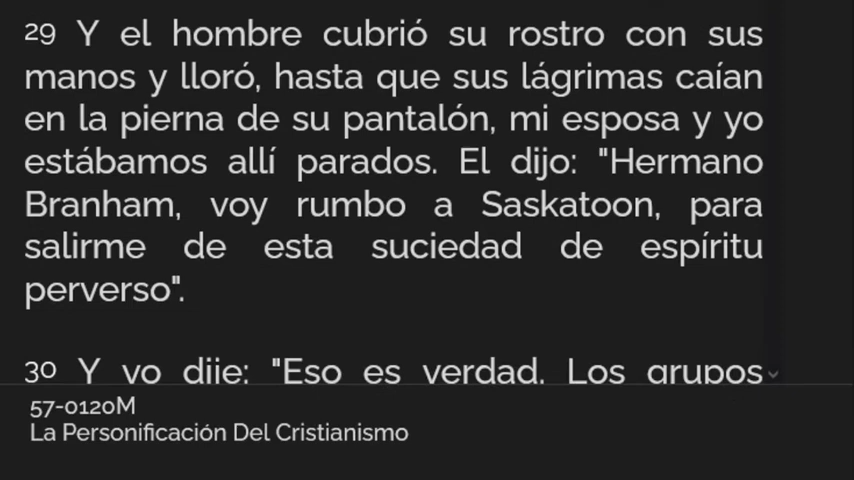 29 Y el hombre cubrió su rostro con sus
manos y lloró, hasta que sus lágrimas caían
en la pierna de su pantalón, mi esposa y yo
estábamos allí parados. El dijo: "Hermano
Branham, voy rumbo a Saskatoon, para
salirme de esta suciedad de espíritu
perverso".
30 Y yo dije: "Eso es verdad. Los grupos
57-0120M
La Personificación Del Cristianismo